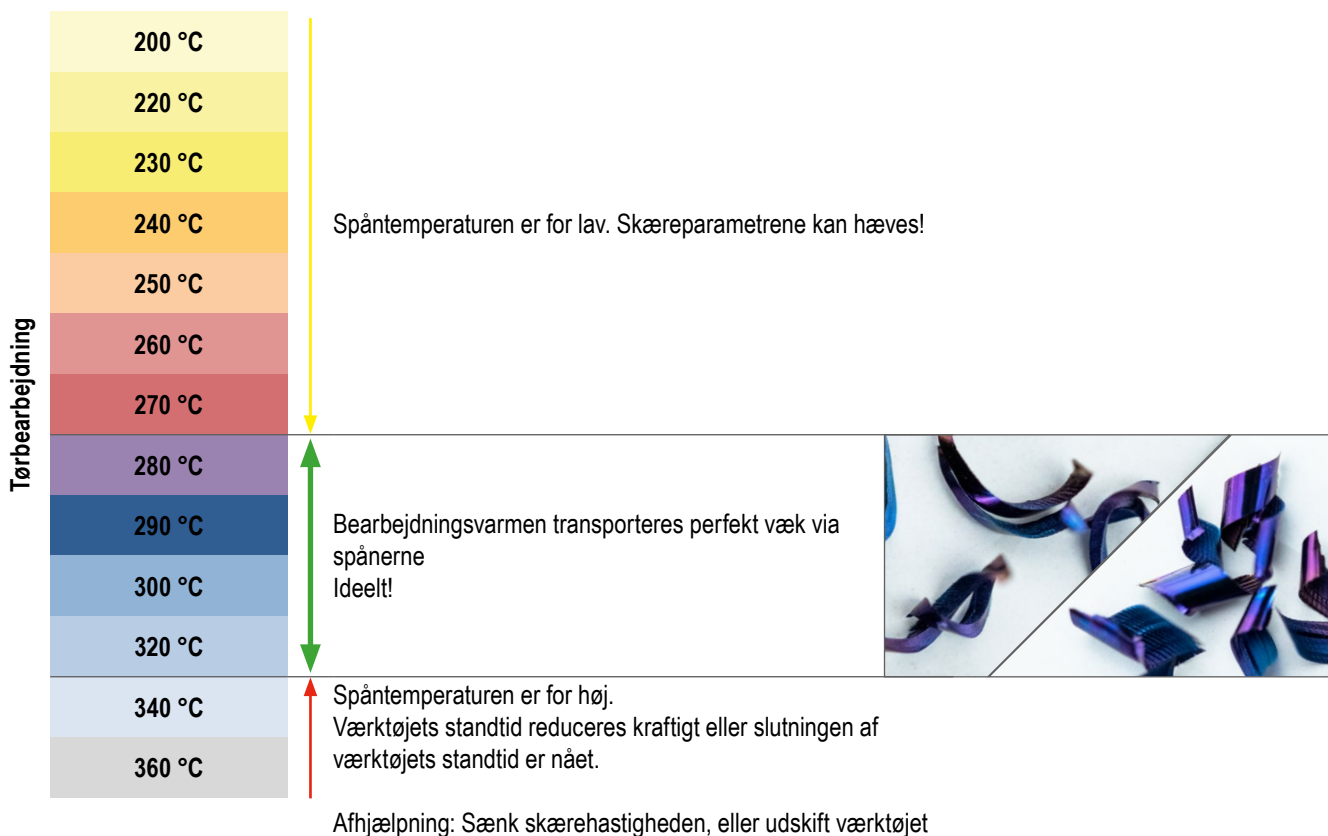 Tørbearbejdning
200 °C
220 °C
230 °C
240 °C
250 °C
260 °C
270 °C
Spåntemperaturen er for lav. Skæreparametrene kan hæves!
280 °C
290 °C
300 °C
320 °C
Bearbejdningsvarmen transporteres perfekt væk via
spånerne
Ideelt!
340 °C
360 °C
Spåntemperaturen er for høj.
Værktøjets standtid reduceres kraftigt eller slutningen af
værktøjets standtid er nået.
Afhjælpning: Sænk skærehastigheden, eller udskift værktøjet